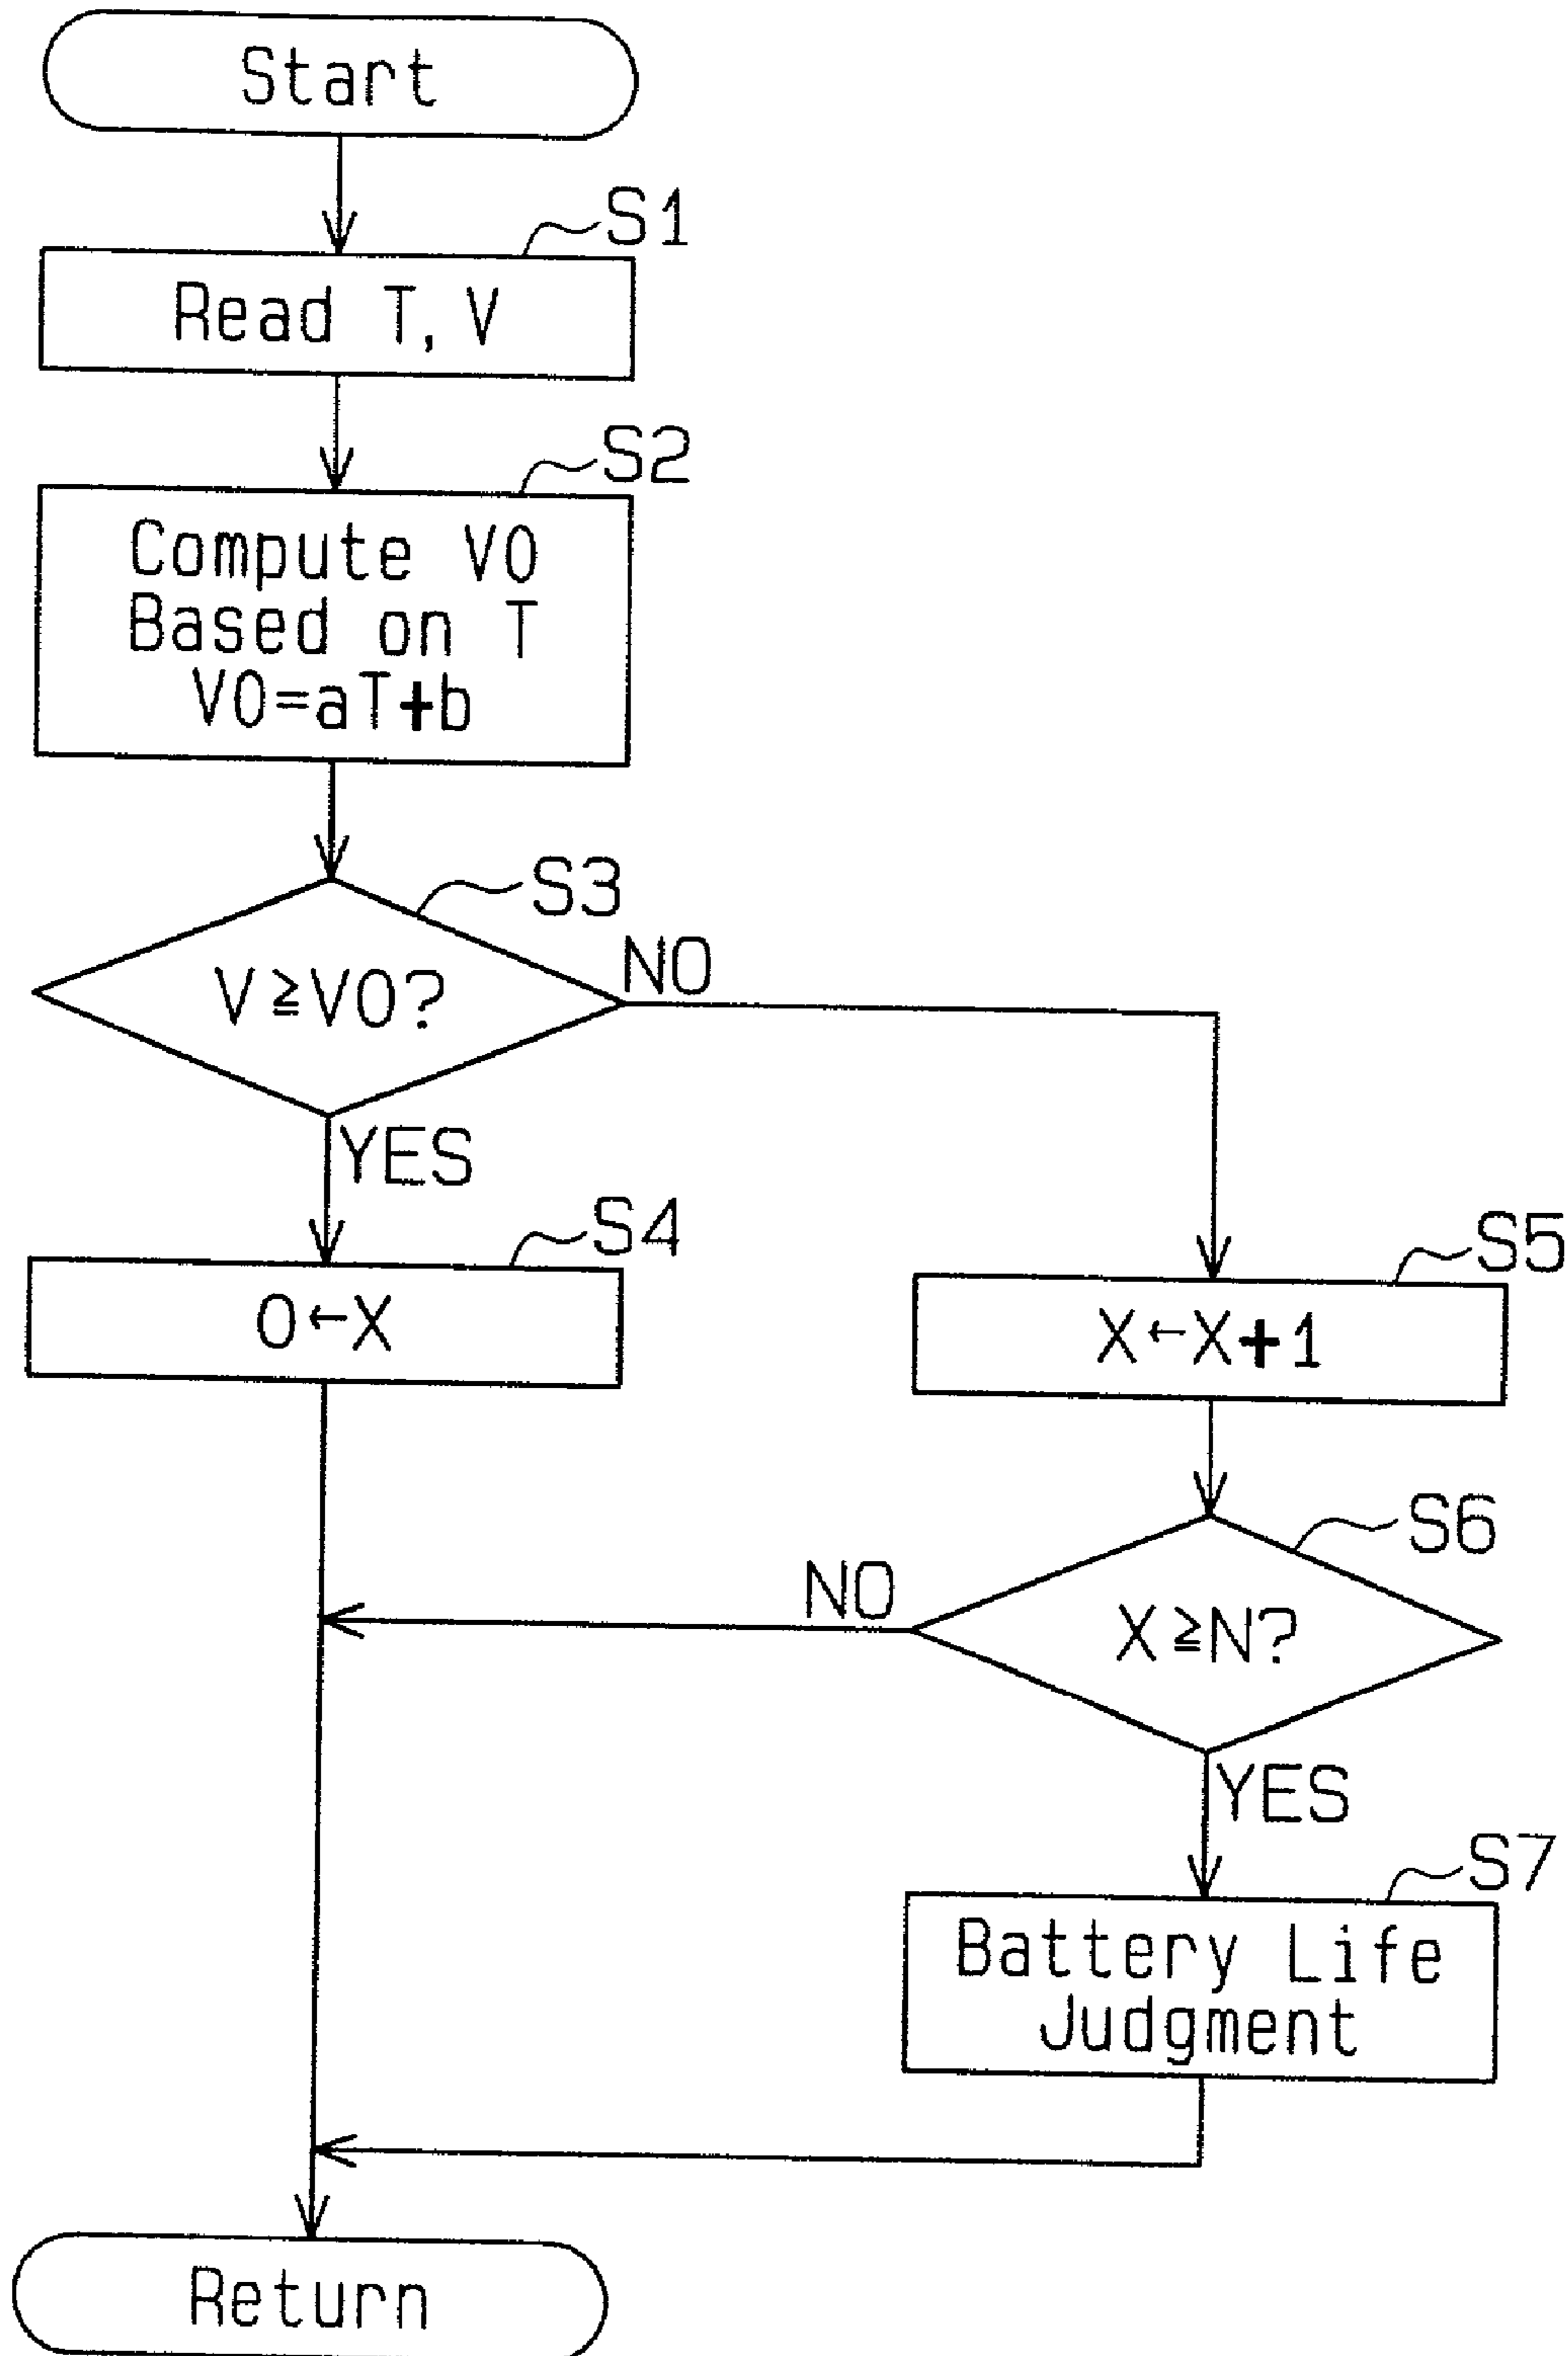 Start
S1
Read T, V
S2
Compute V0
Based on T
V0=aT+b
S3
V≧V0?
NO
YES
S4
0←X
S5
X←X+1
S6
X≧N?
NO
YES
S7
Battery Life
Judgment
Return